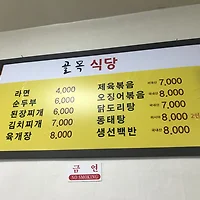 골목 식당
라면 4,000
순두부 6,000
된장찌개 6,000
김치찌개 7,000
육개장 8,000
제육볶음 7,000
오징어볶음 8,000
닭도리탕 7,000
동태탕 8,000
생선백반 8,000
금연
NO SMOKING